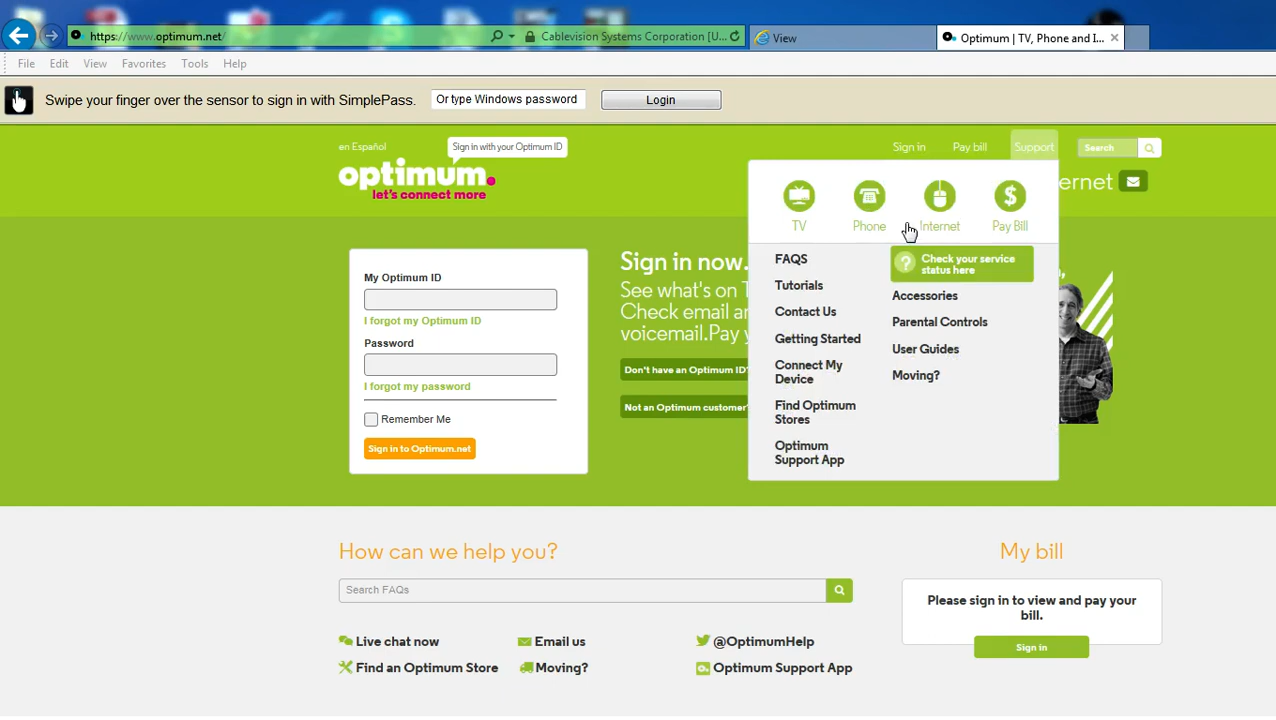 https://www.optimum.net/
Cablevision Systems Corporation [U...
View
Optimum | TV, Phone and I...
File Edit View Favorites Tools Help
Swipe your finger over the sensor to sign in with SimplePass.
Or type Windows password
Login
en Español
Sign in with your Optimum ID
Sign in
Pay bill
Support
Search
optimum.
let's connect more
ernet
TV
Phone
Internet
Pay Bill
My Optimum ID
I forgot my Optimum ID
Password
I forgot my password
Remember Me
Sign in to Optimum.net
Sign in now.
See what's on T
Check email an
voicemail.Pay y
Don't have an Optimum ID?
Not an Optimum customer?
FAQS
Tutorials
Contact Us
Getting Started
Connect My
Device
Find Optimum
Stores
Optimum
Support App
Check your service
status here
Accessories
Parental Controls
User Guides
Moving?
How can we help you?
Search FAQs
Live chat now
Email us
@OptimumHelp
Find an Optimum Store
Moving?
Optimum Support App
My bill
Please sign in to view and pay your
bill.
Sign in